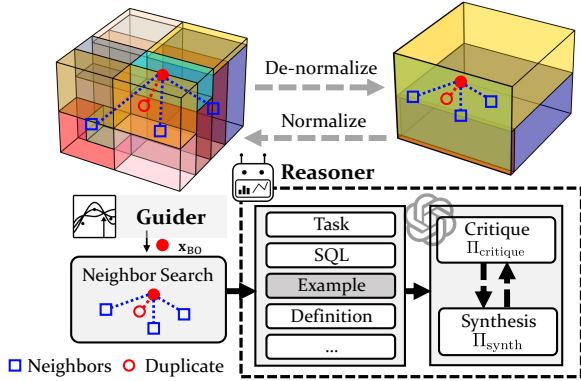 De-normalize
Normalize
Reasoner
Guider
x_BO
Neighbor Search
Neighbors
Duplicate
Task
SQL
Example
Definition
...
Critique
Π_critique
Synthesis
Π_synth